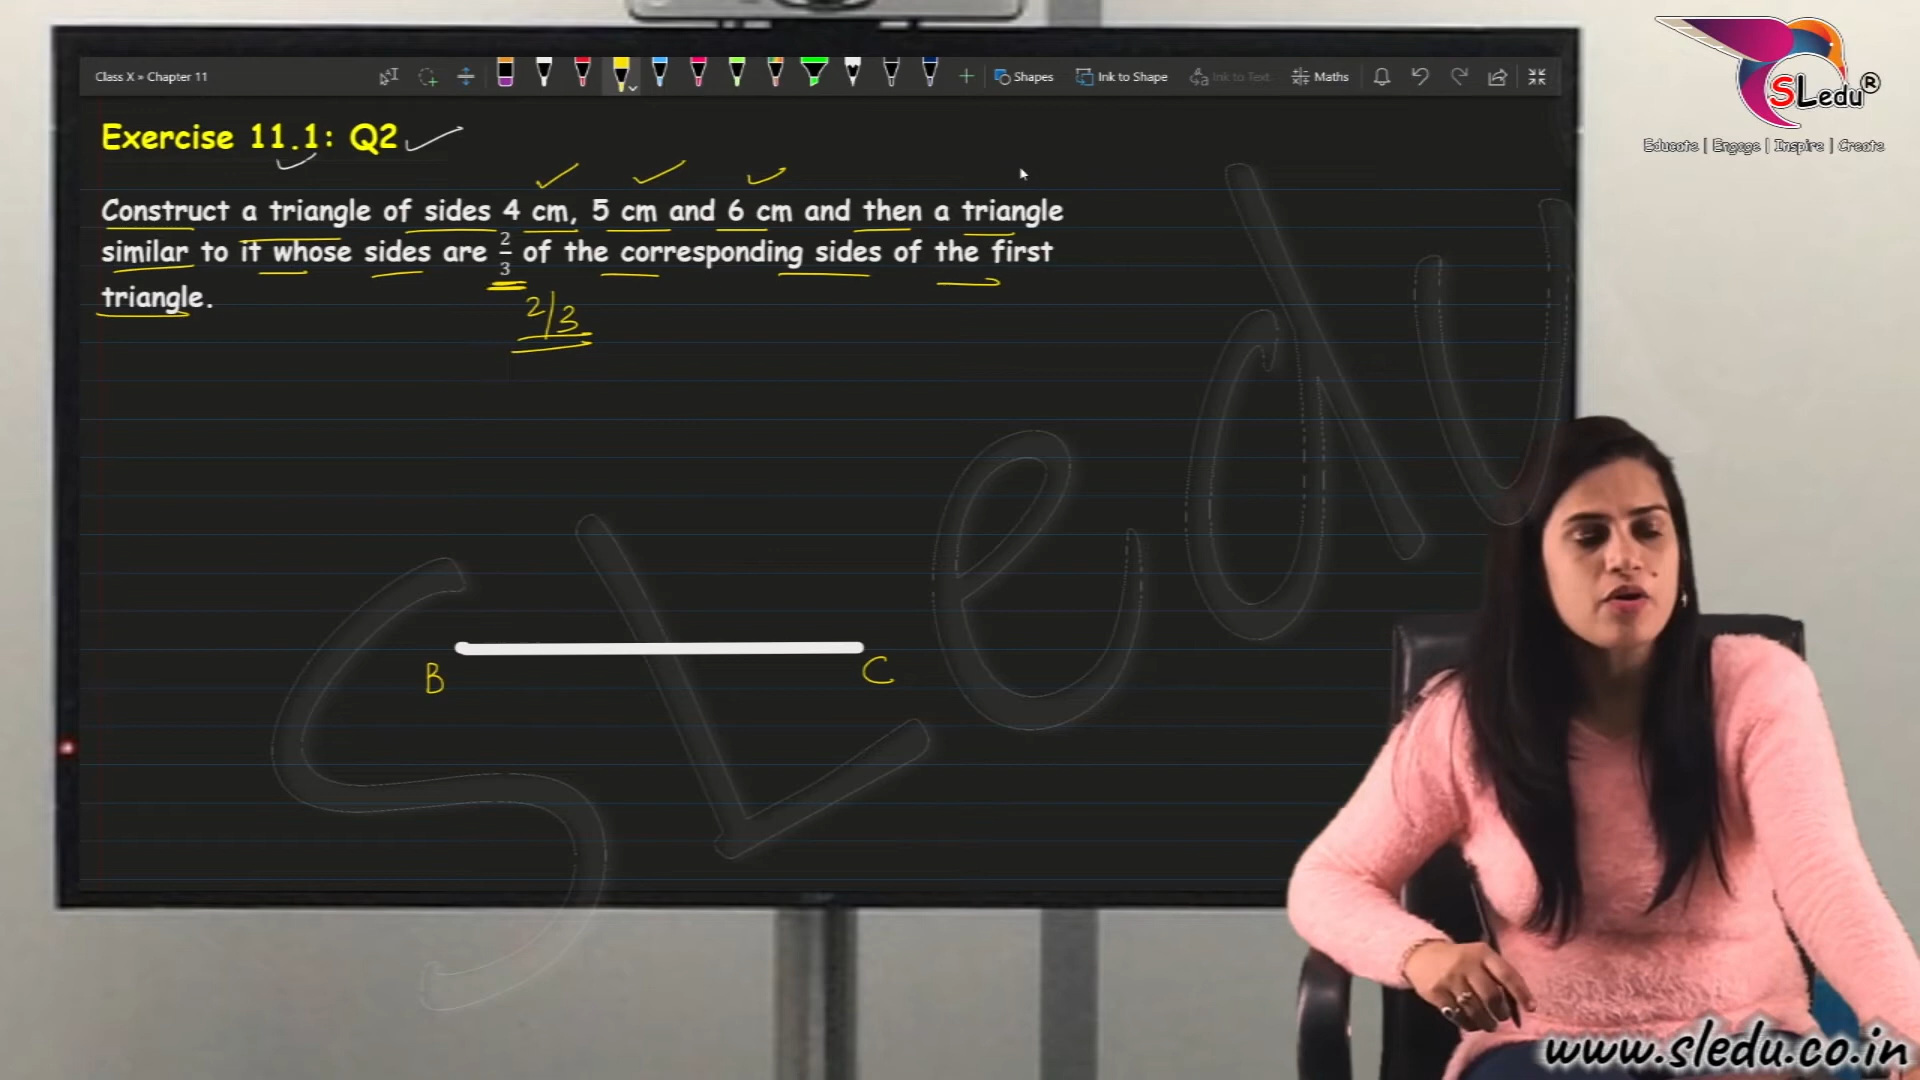 SLedu®
Educate | Engage | Inspire | Create
Class X » Chapter 11
Shapes
Ink to Shape
Ink to Text
Maths
Exercise 11.1: Q2
Construct a triangle of sides 4 cm, 5 cm and 6 cm and then a triangle
similar to it whose sides are 2/3 of the corresponding sides of the first
triangle.
2/3
B
C
SLedu
www.sledu.co.in